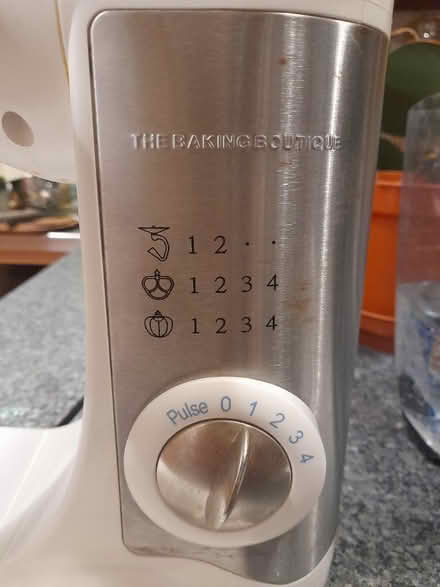 THE BAKING BOUTIQUE
1 2 · ·
1 2 3 4
1 2 3 4
Pulse 0 1 2 3 4